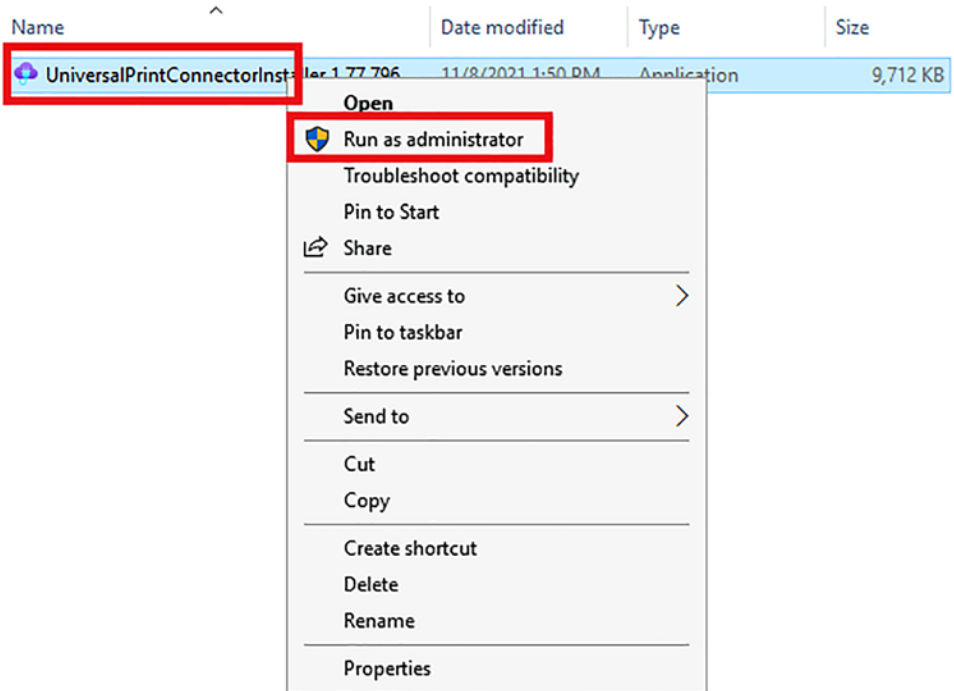 Name Date modified Type Size
UniversalPrintConnectorInstaller 1.77.796 11/8/2021 1:50 PM Application 9,712 KB
Open
Run as administrator
Troubleshoot compatibility
Pin to Start
Share
Give access to
Pin to taskbar
Restore previous versions
Send to
Cut
Copy
Create shortcut
Delete
Rename
Properties